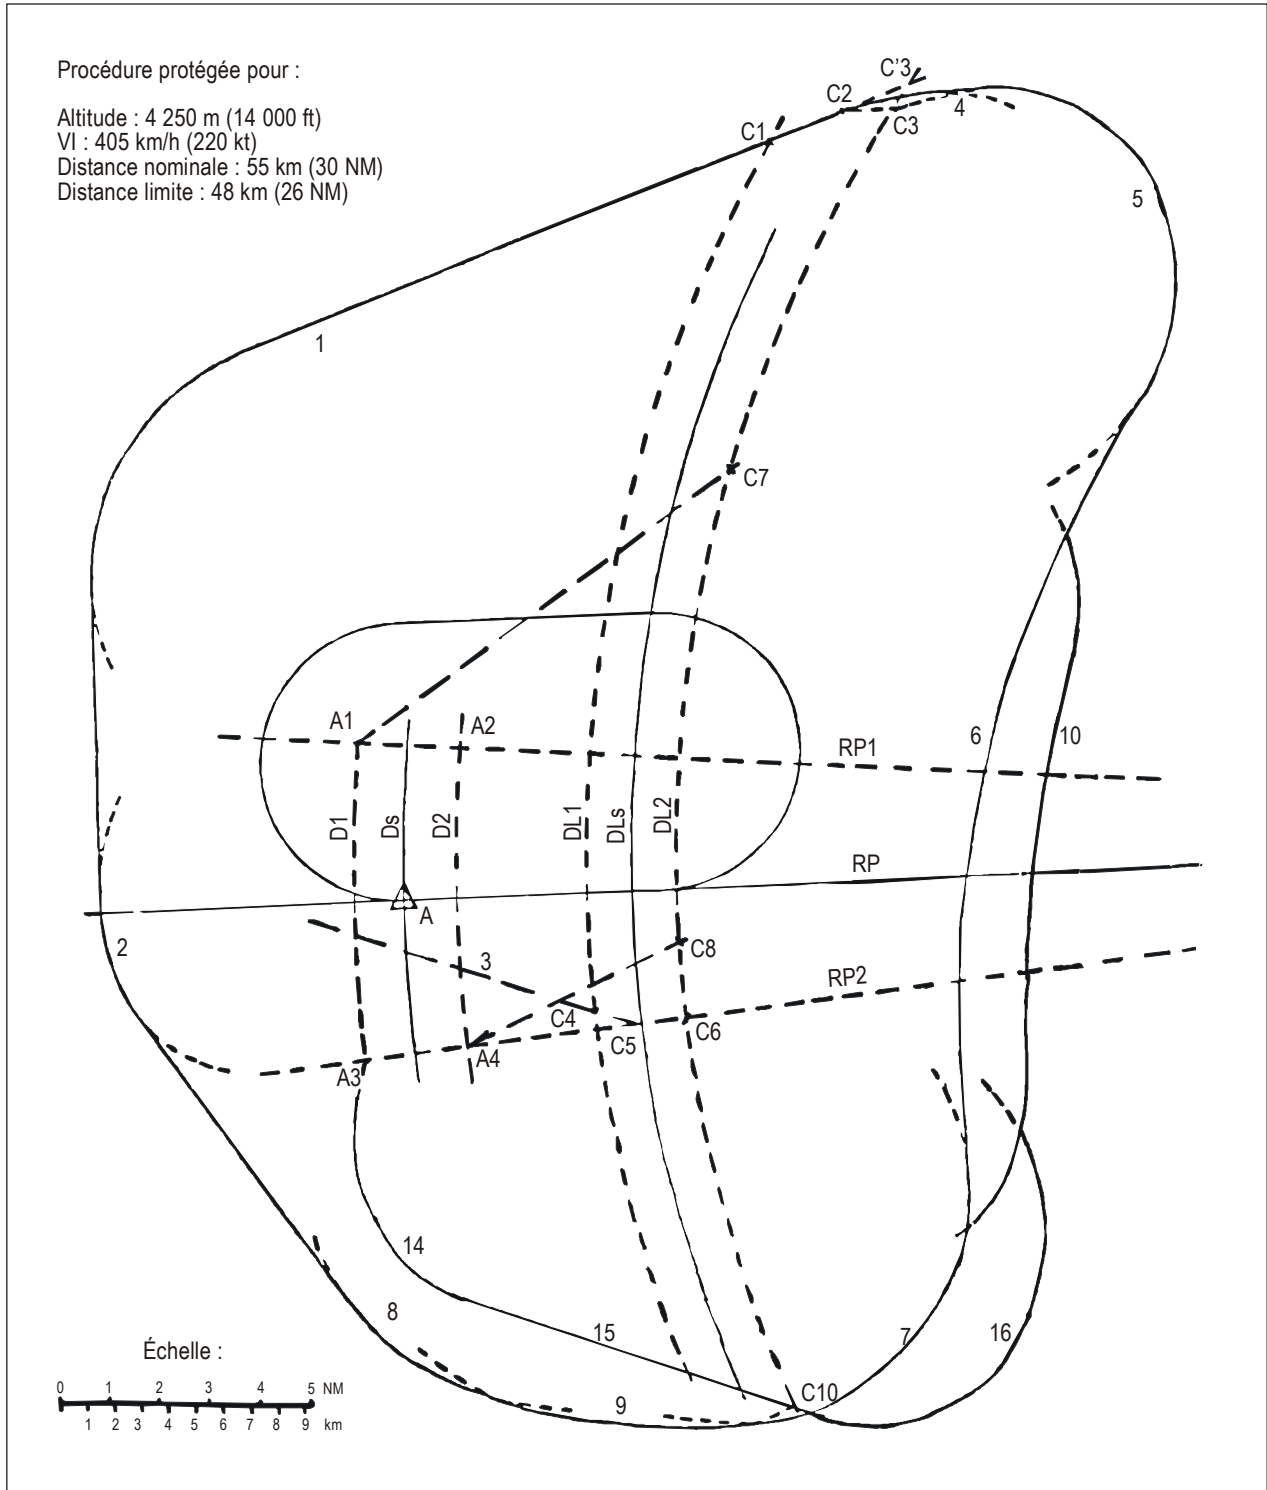 Procédure protégée pour :
Altitude : 4 250 m (14 000 ft)
VI : 405 km/h (220 kt)
Distance nominale : 55 km (30 NM)
Distance limite : 48 km (26 NM)
C'3
C2
4
C1
C3
5
1
C7
A1
A2
RP1
6
10
D1
Ds
D2
DL1
DLs
DL2
RP
A
2
3
C8
RP2
C4
C5
C6
A4
A3
14
8
15
7
16
C10
9
Échelle :
0 1 2 3 4 5 NM
1 2 3 4 5 6 7 8 9 km